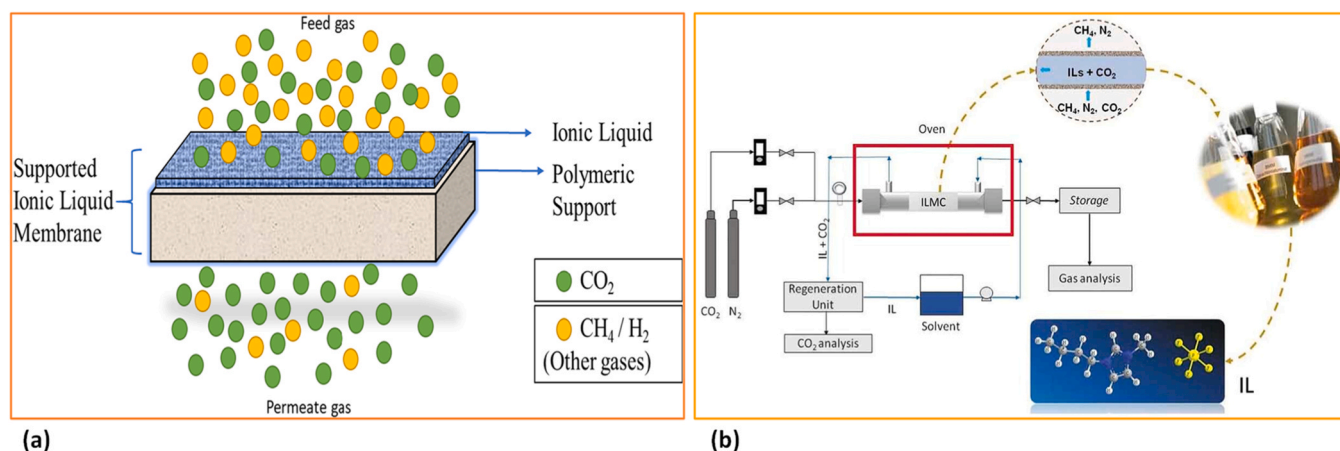 Feed gas
Ionic Liquid
Polymeric
Support
Supported
Ionic Liquid
Membrane
CO₂
CH₄ / H₂
(Other gases)
Permeate gas
(a)
CH₄, N₂
ILs + CO₂
CH₄, N₂, CO₂
Oven
ILMC
Storage
Gas analysis
IL + CO₂
Regeneration
Unit
IL
Solvent
CO₂
N₂
CO₂ analysis
IL
(b)